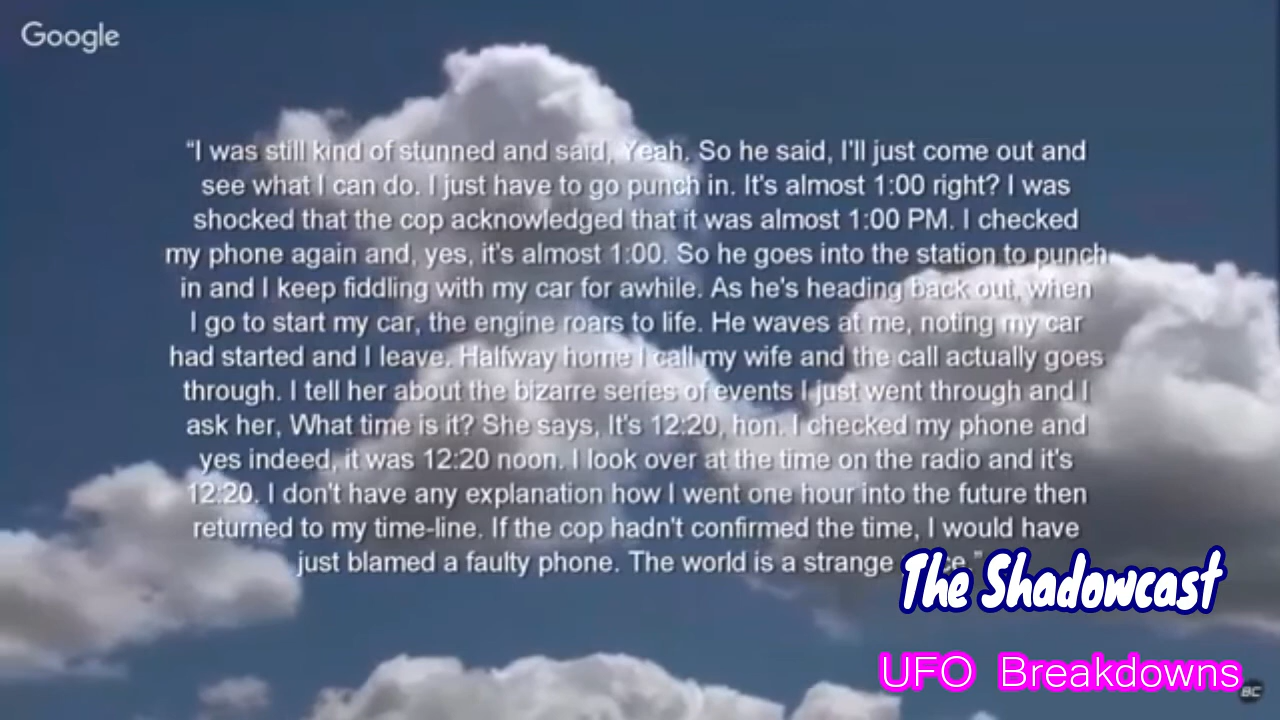 Google
“I was still kind of stunned and said, Yeah. So he said, I'll just come out and
see what I can do. I just have to go punch in. It's almost 1:00 right? I was
shocked that the cop acknowledged that it was almost 1:00 PM. I checked
my phone again and, yes, it's almost 1:00. So he goes into the station to punch
in and I keep fiddling with my car for awhile. As he's heading back out, when
I go to start my car, the engine roars to life. He waves at me, noting my car
had started and I leave. Halfway home I call my wife and the call actually goes
through. I tell her about the bizarre series of events I just went through and I
ask her, What time is it? She says, It's 12:20, hon. I checked my phone and
yes indeed, it was 12:20 noon. I look over at the time on the radio and it's
12:20. I don't have any explanation how I went one hour into the future then
returned to my time-line. If the cop hadn't confirmed the time, I would have
just blamed a faulty phone. The world is a strange
The Shadowcast
UFO Breakdowns
BC